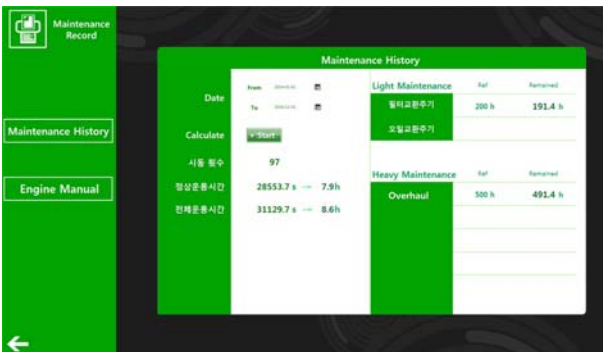 Maintenance
Record
Maintenance History
Engine Manual
Maintenance History
Date
From
To
Calculate
Start
시동 횟수
97
정상운용시간
28553.7 s → 7.9h
전체운용시간
31129.7 s → 8.6h
Light Maintenance Ref Remained
필터교환주기 200 h 191.4 h
오일교환주기
Heavy Maintenance Ref Remained
Overhaul 500 h 491.4 h